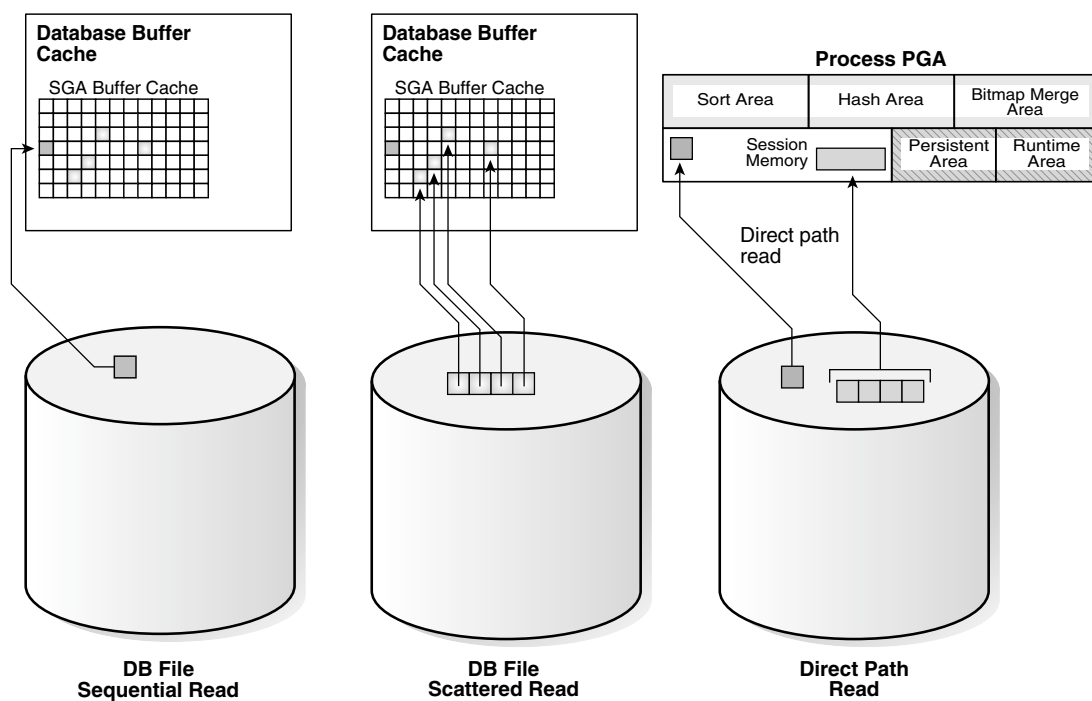 Database Buffer
Cache
SGA Buffer Cache
DB File
Sequential Read
Database Buffer
Cache
SGA Buffer Cache
DB File
Scattered Read
Process PGA
Sort Area
Hash Area
Bitmap Merge
Area
Session
Memory
Persistent
Area
Runtime
Area
Direct path
read
Direct Path
Read